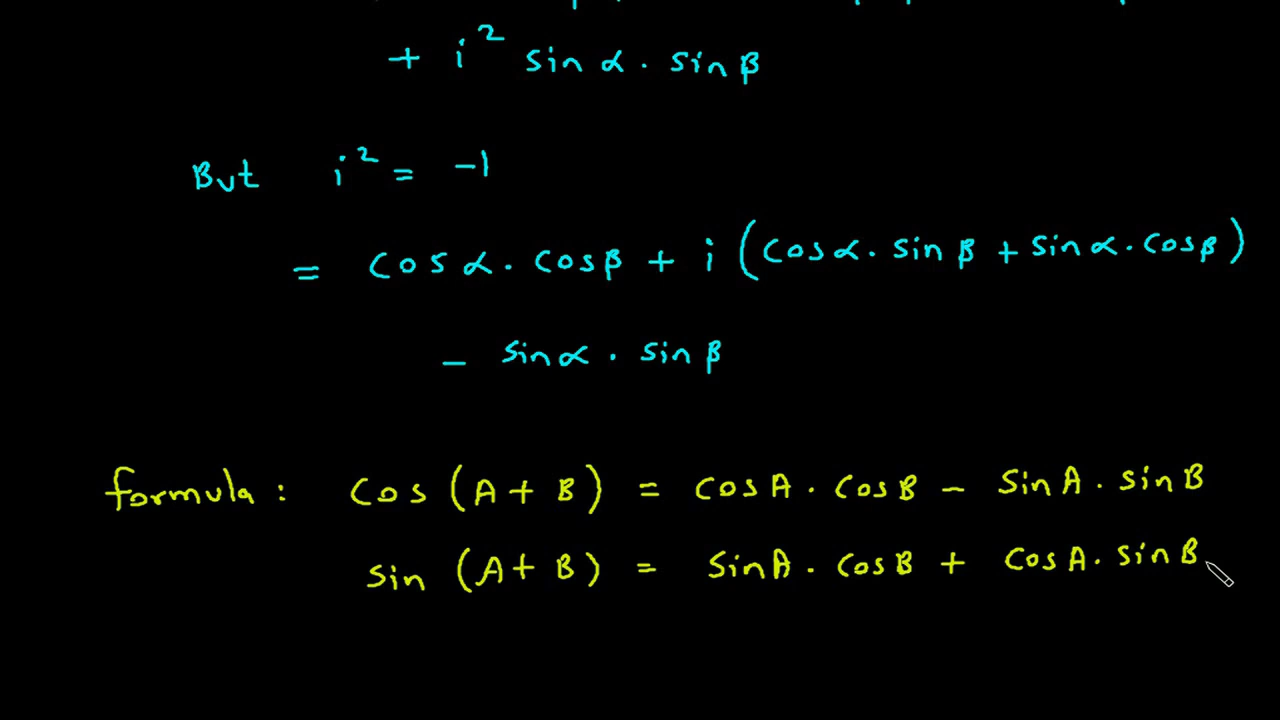 + i² sin α . sin β
But i² = -1
= cos α . cos β + i (cos α . sin β + sin α . cos β)
- sin α . sin β
formula : cos (A + B) = cos A . cos B - sin A . sin B
sin (A + B) = sin A . cos B + cos A . sin B